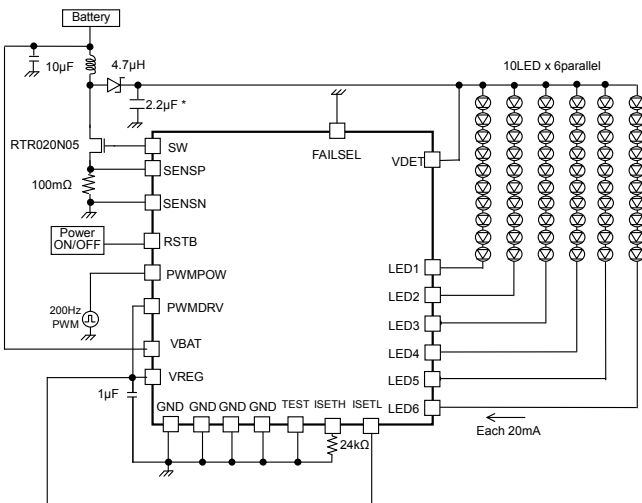 Battery
10µF
4.7µH
2.2µF *
10LED x 6parallel
RTR020N05
100mΩ
SW
SENSP
SENSN
FAILSEL
VDET
Power
ON/OFF
RSTB
PWMPOW
200Hz
PWM
PWMDRV
VBAT
VREG
1µF
LED1
LED2
LED3
LED4
LED5
LED6
GND GND GND GND TEST ISETH ISETL
24kΩ
Each 20mA